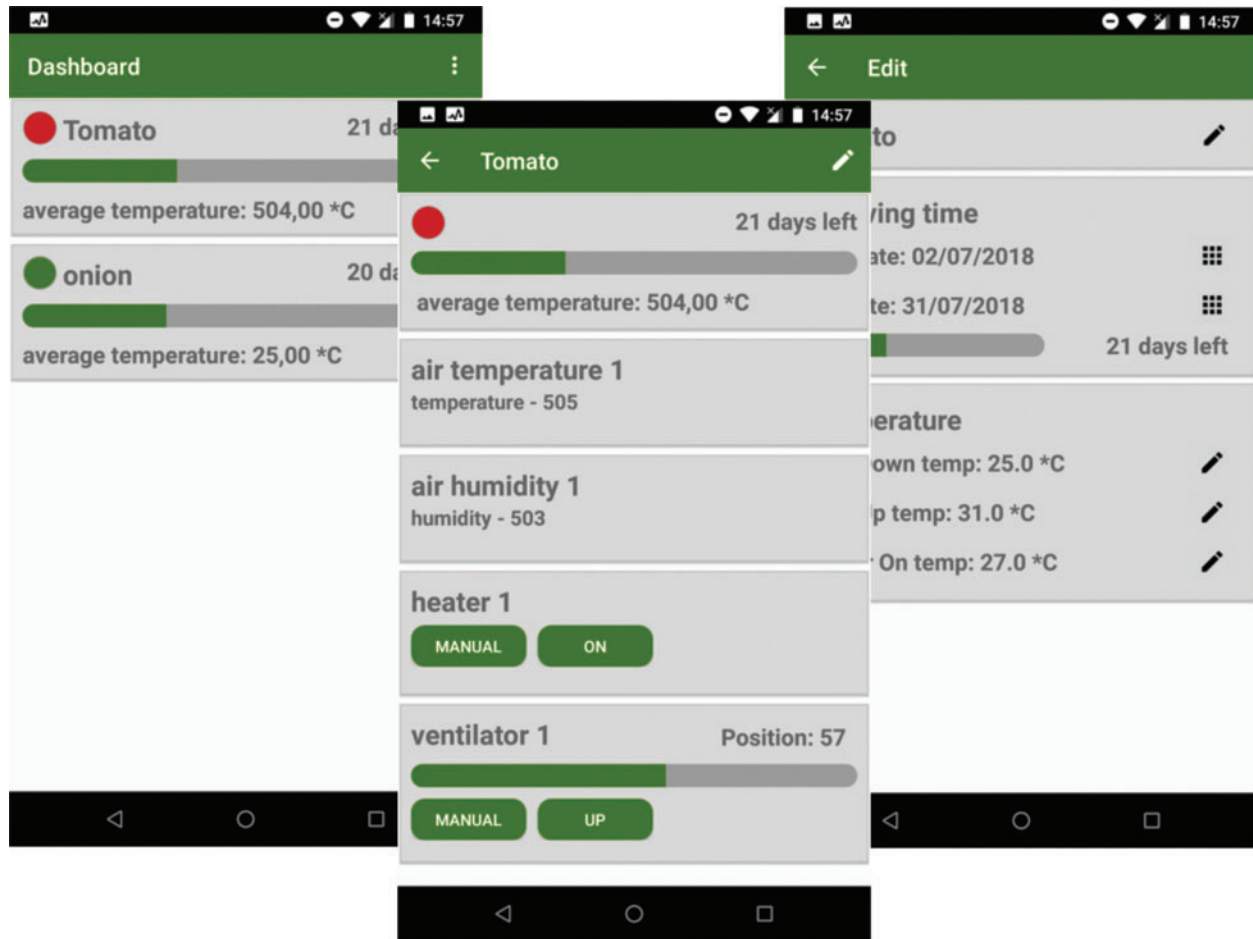 14:57
Dashboard
Tomato 21 da
average temperature: 504,00 *C
onion 20 da
average temperature: 25,00 *C
14:57
Tomato
21 days left
average temperature: 504,00 *C
air temperature 1
temperature - 505
air humidity 1
humidity - 503
heater 1
MANUAL ON
ventilator 1 Position: 57
MANUAL UP
14:57
Edit
to
ving time
ate: 02/07/2018
te: 31/07/2018
21 days left
erature
own temp: 25.0 *C
p temp: 31.0 *C
On temp: 27.0 *C